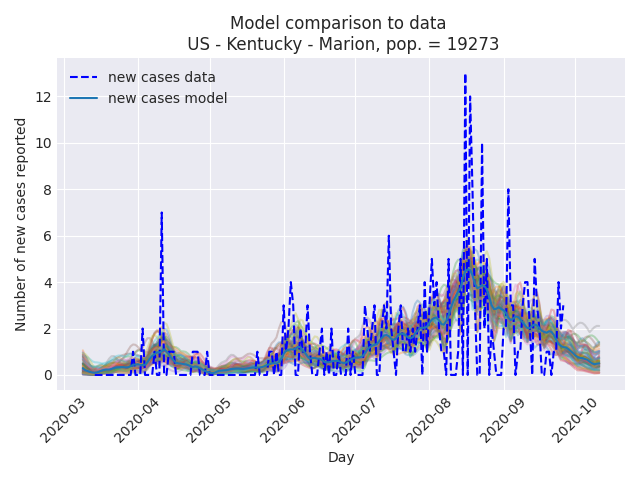 Model comparison to data
US - Kentucky - Marion, pop. = 19273
new cases data
new cases model
Number of new cases reported
12
10
8
6
4
2
0
2020-03
2020-04
2020-05
2020-06
2020-07
2020-08
2020-09
2020-10
Day